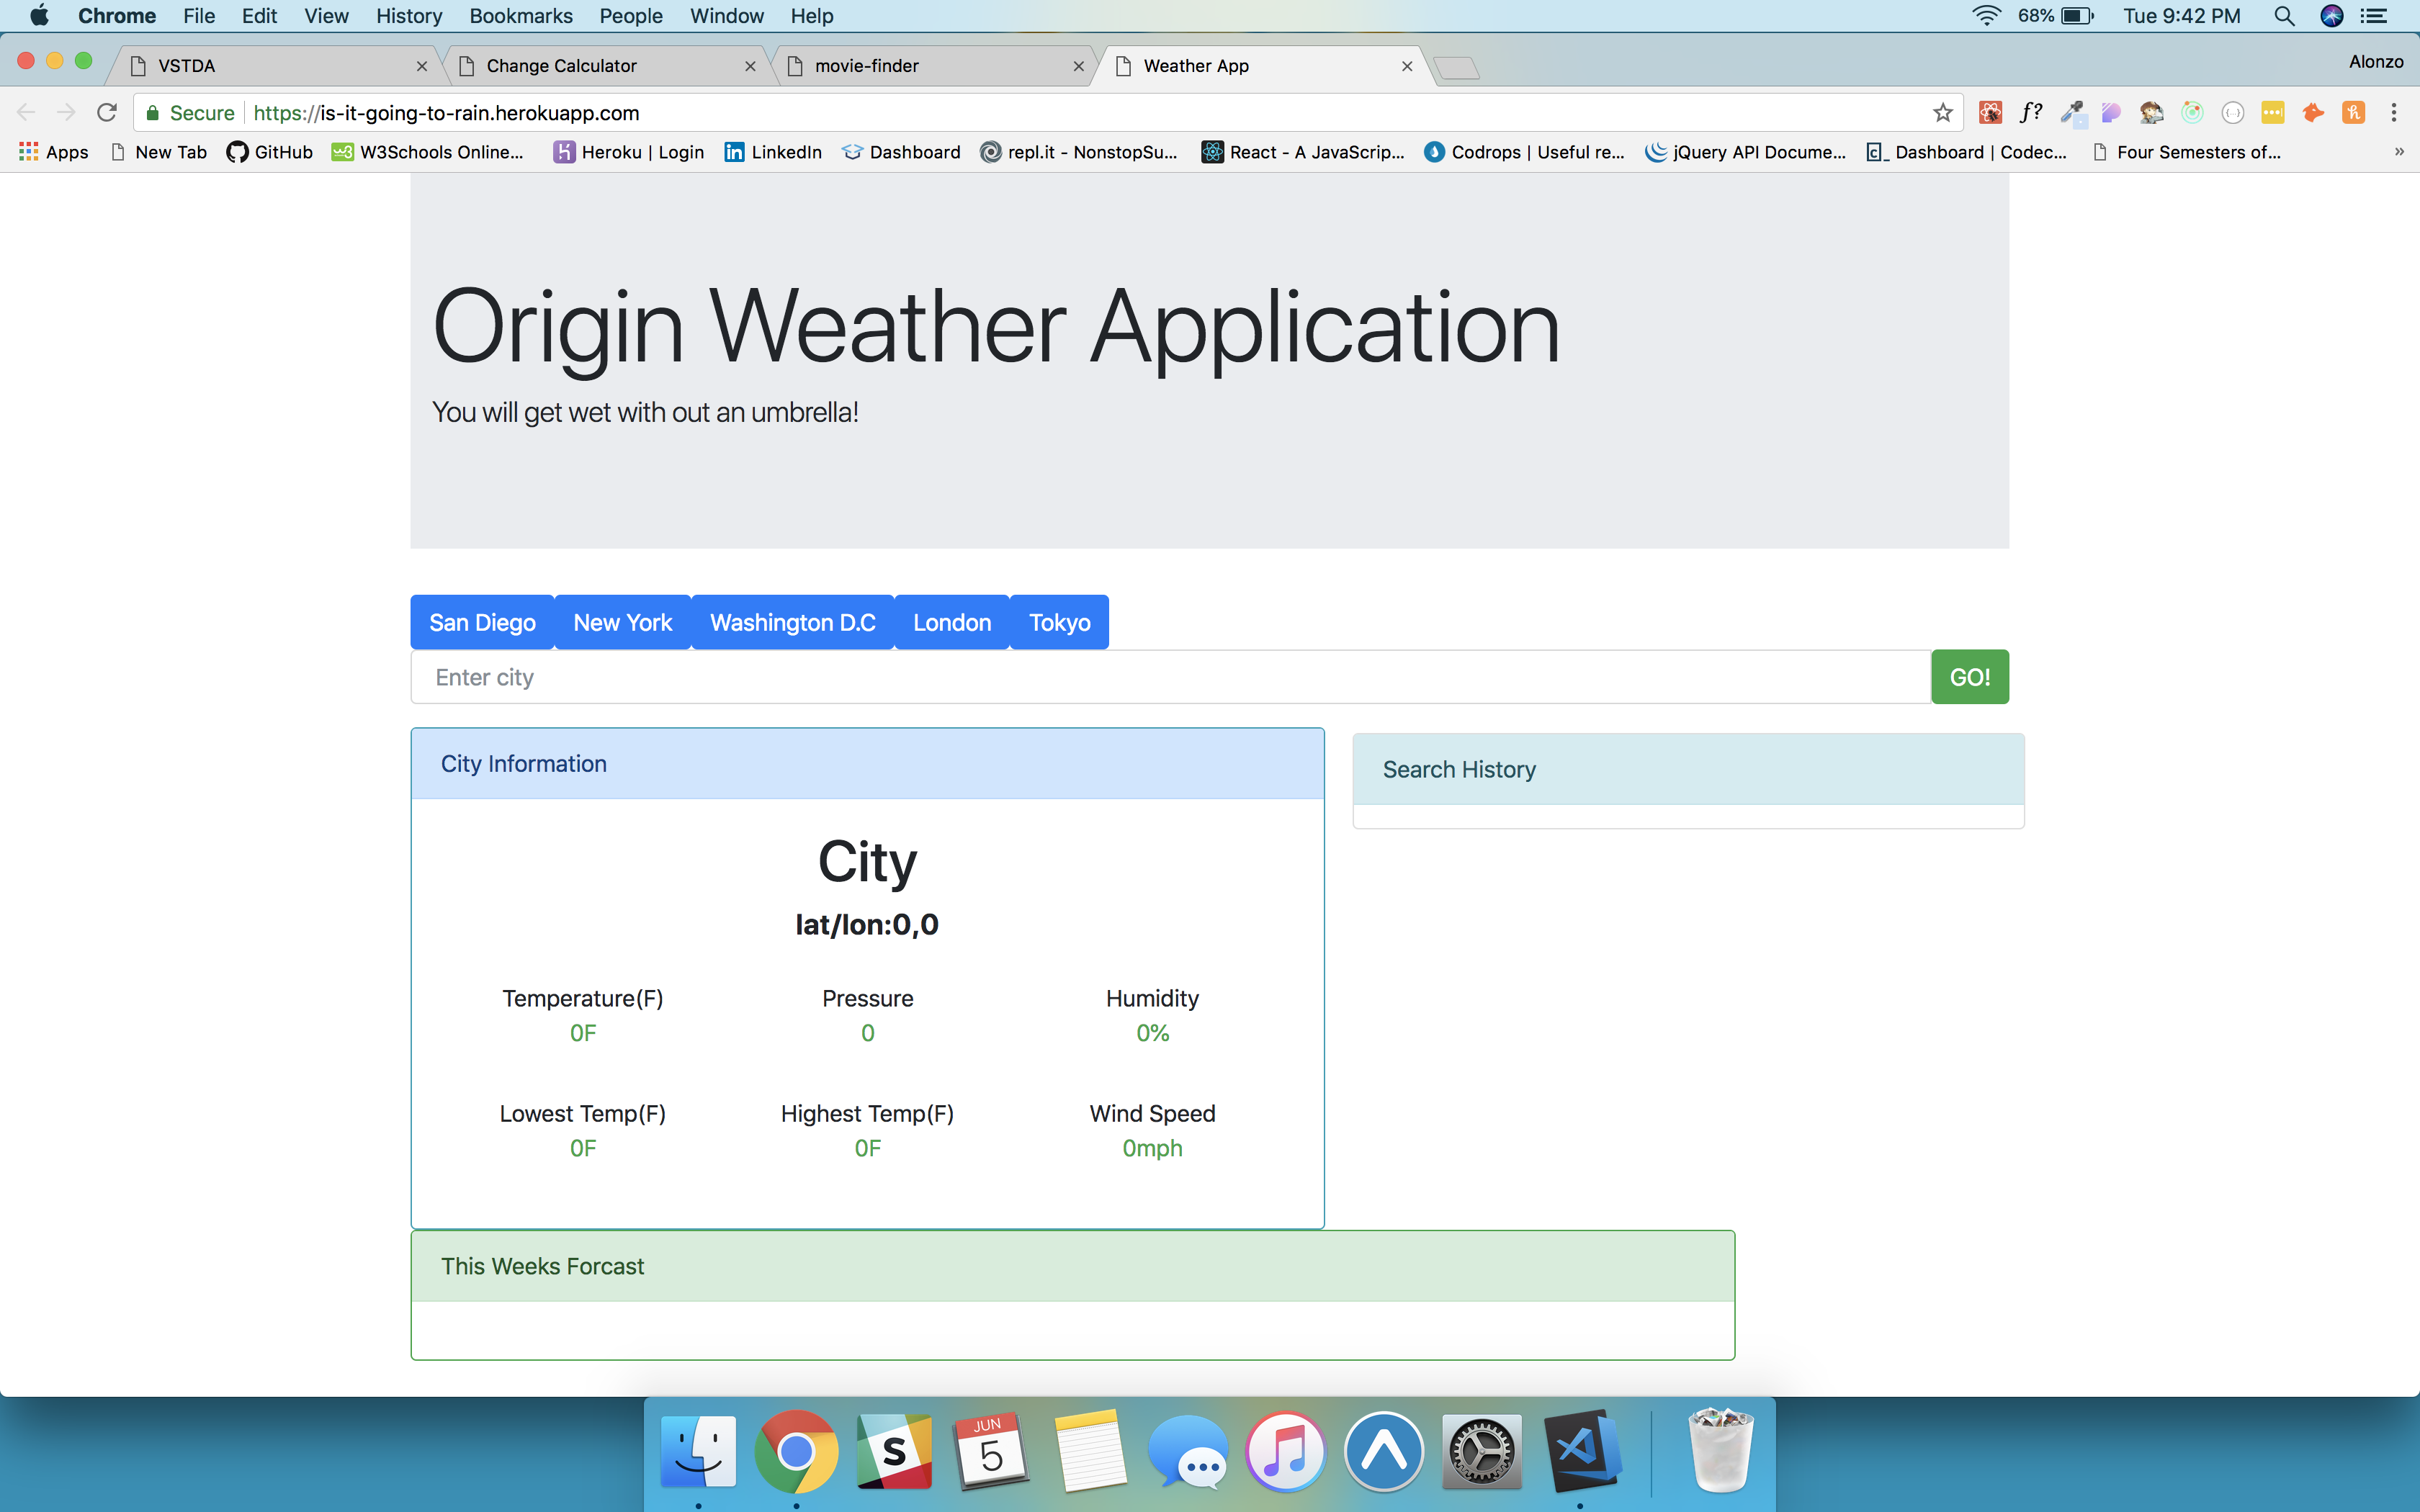 Chrome File Edit View History Bookmarks People Window Help 68% Tue 9:42 PM
VSTDA Change Calculator movie-finder Weather App Alonzo
Secure https://is-it-going-to-rain.herokuapp.com f?
Apps New Tab GitHub W3Schools Online... Heroku | Login LinkedIn Dashboard repl.it - NonstopSu... React - A JavaScrip... Codrops | Useful re... jQuery API Docume... Dashboard | Codec... Four Semesters of... »
Origin Weather Application
You will get wet with out an umbrella!
San Diego New York Washington D.C London Tokyo
Enter city GO!
City Information
Search History
City
lat/lon:0,0
Temperature(F) Pressure Humidity
0F 0 0%
Lowest Temp(F) Highest Temp(F) Wind Speed
0F 0F 0mph
This Weeks Forcast
JUN
5
S